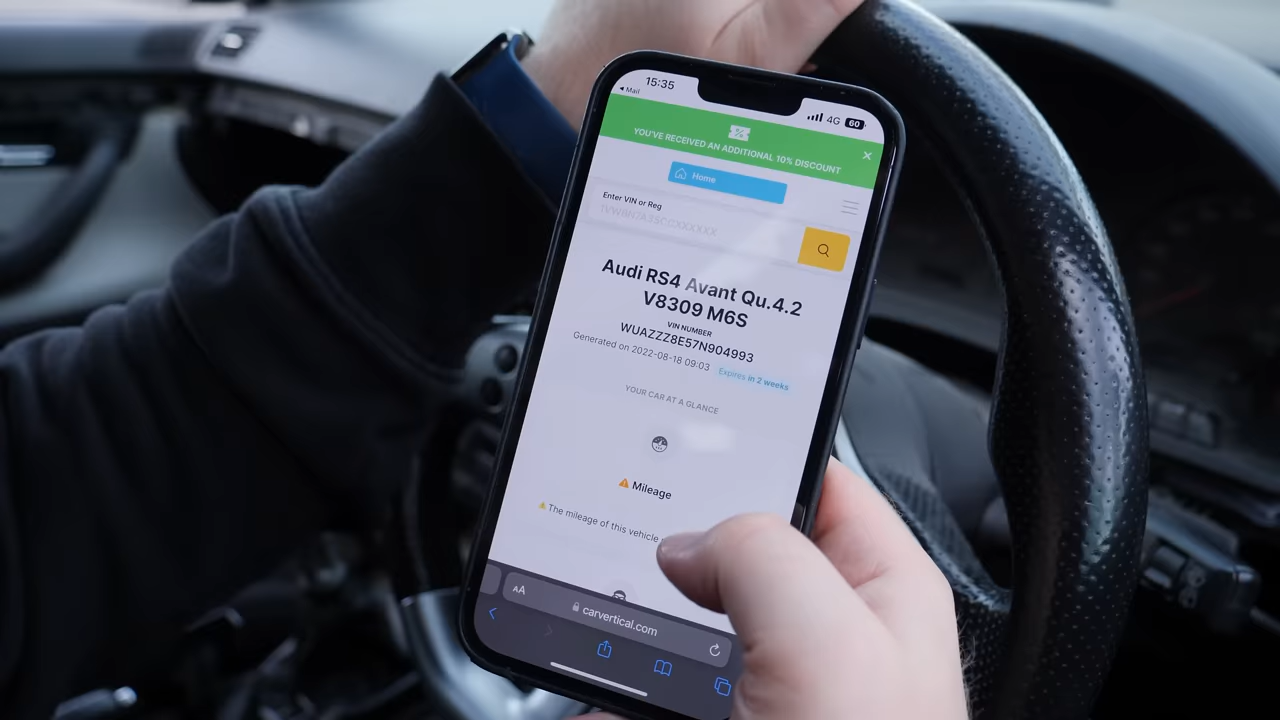 15:35
Mail
4G
60
YOU'VE RECEIVED AN ADDITIONAL 10% DISCOUNT
Home
Enter VIN or Reg
Audi RS4 Avant Qu.4.2
V8309 M6S
VIN NUMBER
WUAZZZ8E57N904993
Generated on 2022-08-18 09:03
Expires in 2 weeks
YOUR CAR AT A GLANCE
Mileage
The mileage of this vehicle
AA
carvertical.com